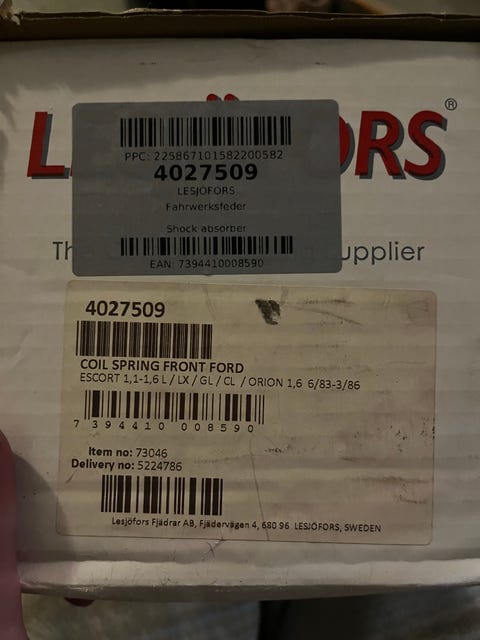 ORS®
PPC: 225867101582200582
4027509
LESJÖFORS
Fahrwerksfeder
Shock absorber
EAN: 7394410008590
upplier
4027509
COIL SPRING FRONT FORD
ESCORT 1,1-1,6 L / LX / GL / CL / ORION 1,6 6/83-3/86
7 394410 008590
Item no: 73046
Delivery no: 5224786
Lesjöfors Fjädrar AB, Fjädervägen 4, 680 96 LESJÖFORS, SWEDEN